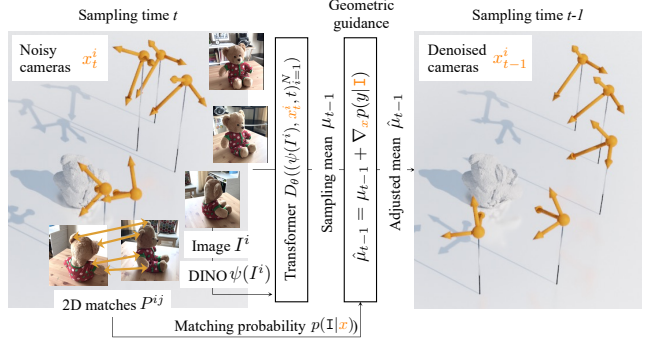 Sampling time t
Geometric
guidance
Sampling time t-1
Noisy
cameras x_t^i
Transformer D_θ((ψ(I^i), x_t^i, t)_{i=1}^N)
Sampling mean μ_{t−1}
μ̂_{t−1} = μ_{t−1} + ∇_x p(y|I)
Adjusted mean μ̂_{t−1}
Denoised
cameras x_{t−1}^i
Image I^i
DINO ψ(I^i)
2D matches P^{ij}
Matching probability p(I|x))